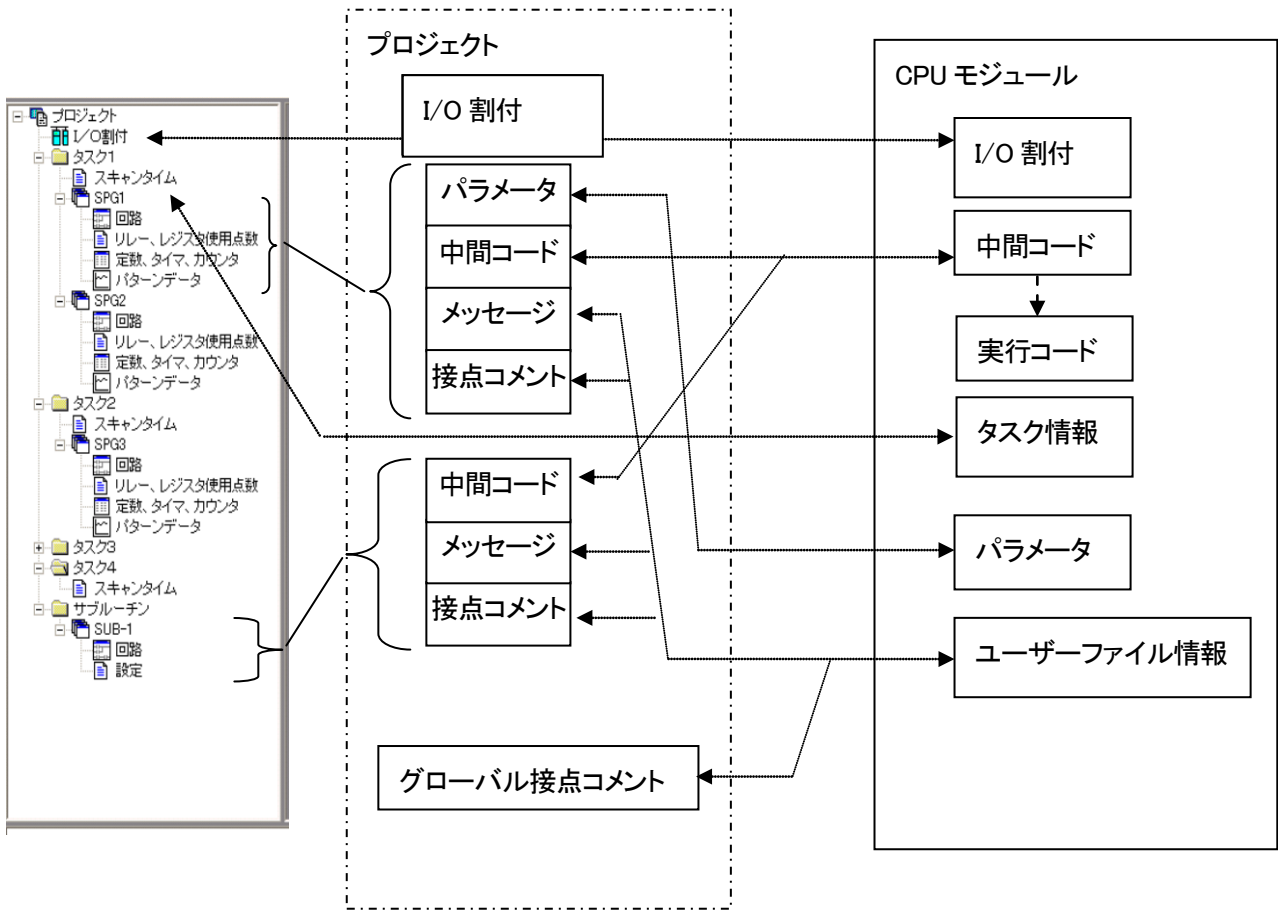 プロジェクト
I/O割付
タスク1
スキャンタイム
SPG1
回路
リレー、レジスタ使用点数
定数、タイマ、カウンタ
パターンデータ
SPG2
回路
リレー、レジスタ使用点数
定数、タイマ、カウンタ
パターンデータ
タスク2
スキャンタイム
SPG3
回路
リレー、レジスタ使用点数
定数、タイマ、カウンタ
パターンデータ
タスク3
タスク4
スキャンタイム
サブルーチン
SUB-1
回路
設定
プロジェクト
I/O 割付
パラメータ
中間コード
メッセージ
接点コメント
中間コード
メッセージ
接点コメント
グローバル接点コメント
CPU モジュール
I/O 割付
中間コード
実行コード
タスク情報
パラメータ
ユーザーファイル情報